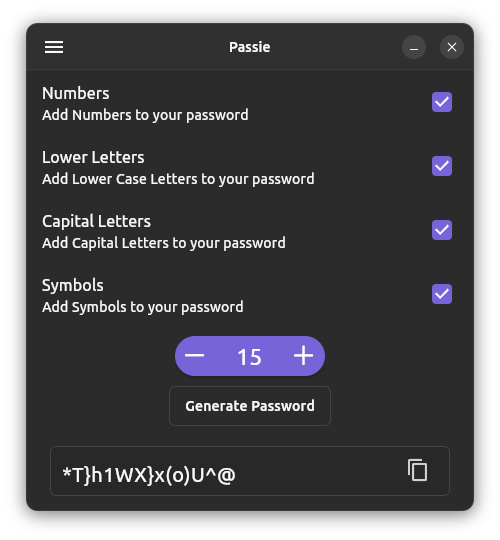 Passie
Numbers
Add Numbers to your password
Lower Letters
Add Lower Case Letters to your password
Capital Letters
Add Capital Letters to your password
Symbols
Add Symbols to your password
15
Generate Password
*T}h1WX}x(o)U^@